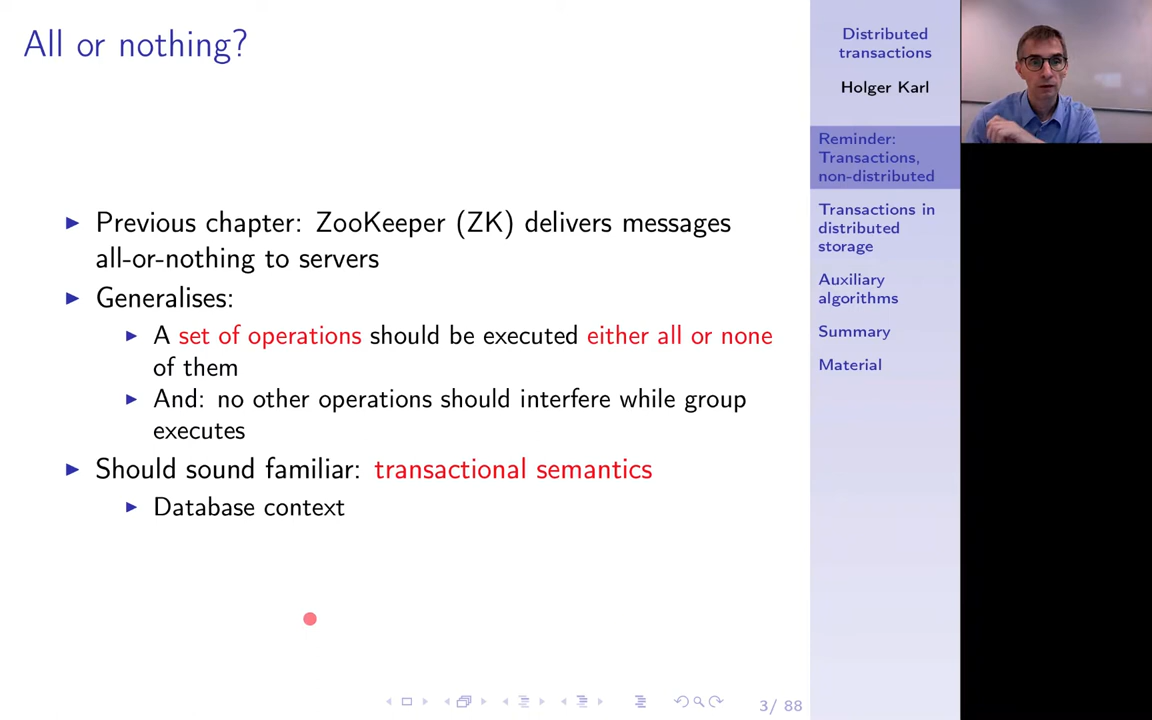 All or nothing?
Previous chapter: ZooKeeper (ZK) delivers messages
all-or-nothing to servers
Generalises:
A set of operations should be executed either all or none
of them
And: no other operations should interfere while group
executes
Should sound familiar: transactional semantics
Database context
3/ 88
Distributed
transactions
Holger Karl
Reminder:
Transactions,
non-distributed
Transactions in
distributed
storage
Auxiliary
algorithms
Summary
Material